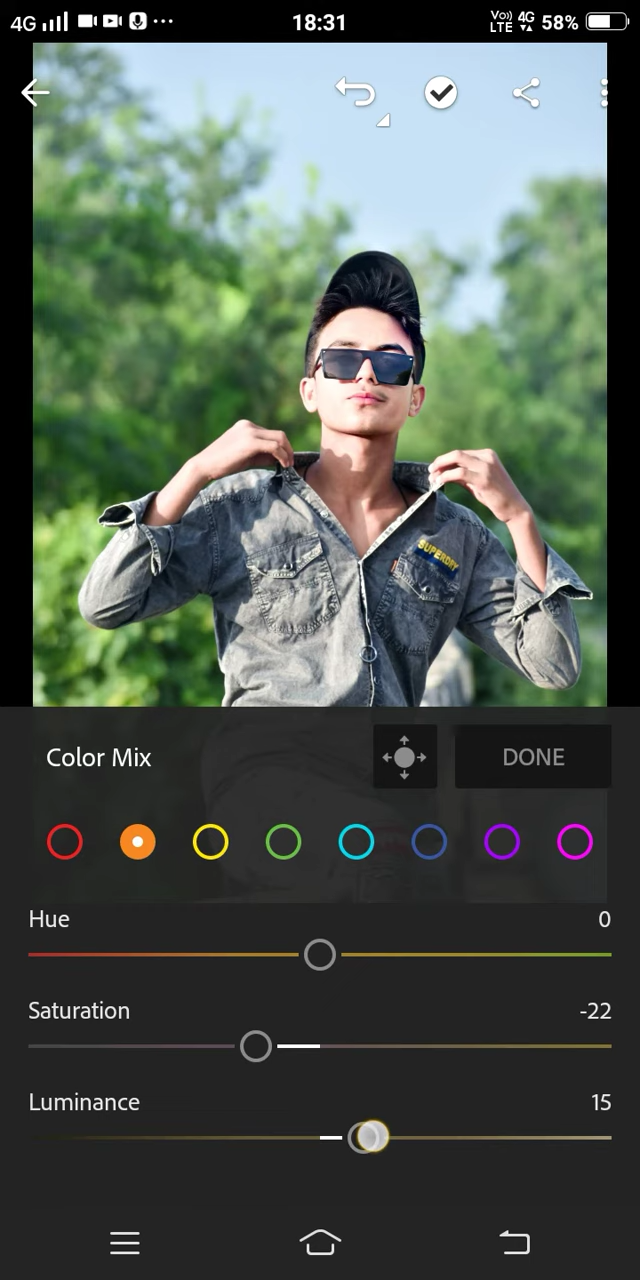 4G 18:31 Vo) LTE 4G 58%
SUPERDRY
Color Mix DONE
Hue 0
Saturation -22
Luminance 15